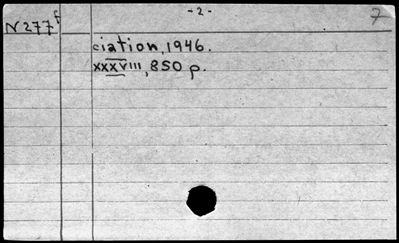 -2-
7
N277f
ciation, 1946.
xxxviii, 850 p.